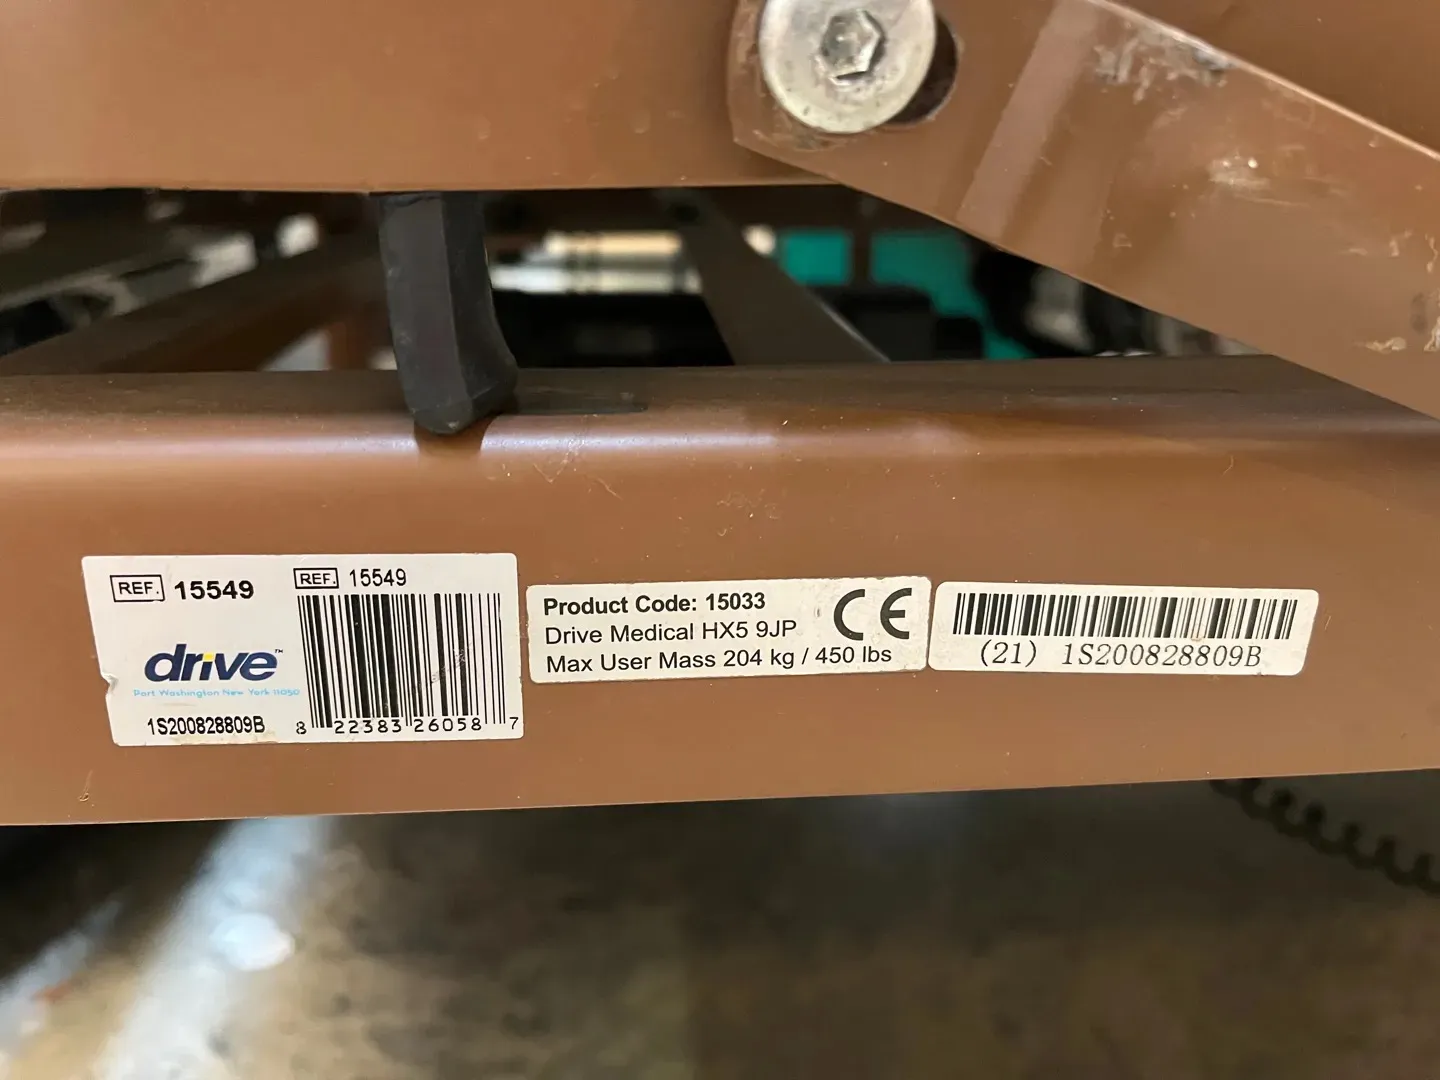 REF. 15549
drive™
Port Washington New York 11050
1S200828809B
REF. 15549
8 22383 26058 7
Product Code: 15033
Drive Medical HX5 9JP
Max User Mass 204 kg / 450 lbs
CE
(21) 1S200828809B